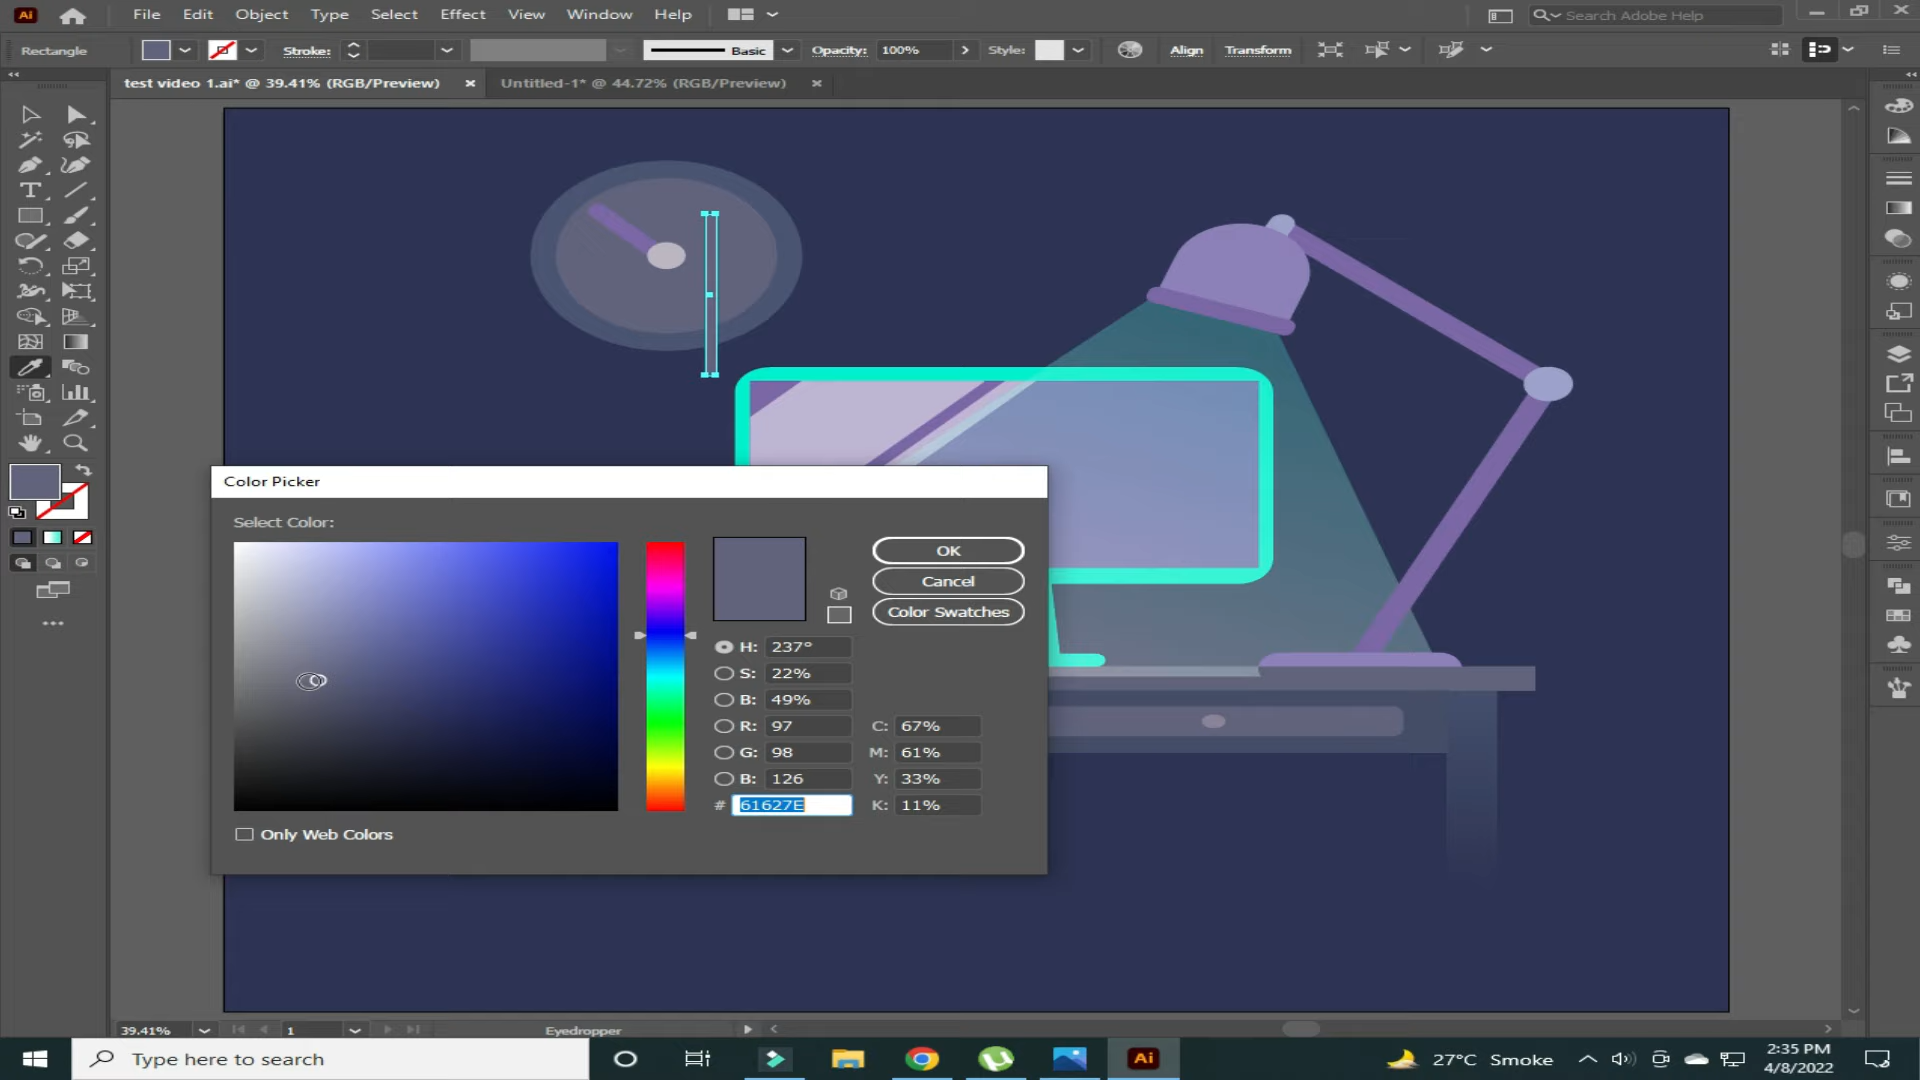 Ai File Edit Object Type Select Effect View Window Help Search Adobe Help
Rectangle Stroke: Basic Opacity: 100% Style: Align Transform
test video 1.ai* @ 39.41% (RGB/Preview) Untitled-1* @ 44.72% (RGB/Preview)
Color Picker
Select Color:
OK
Cancel
Color Swatches
H: 237°
S: 22%
B: 49%
R: 97 C: 67%
G: 98 M: 61%
B: 126 Y: 33%
# 61627E K: 11%
Only Web Colors
39.41% 1 Eyedropper
Type here to search Ai 27°C Smoke 2:35 PM
4/8/2022